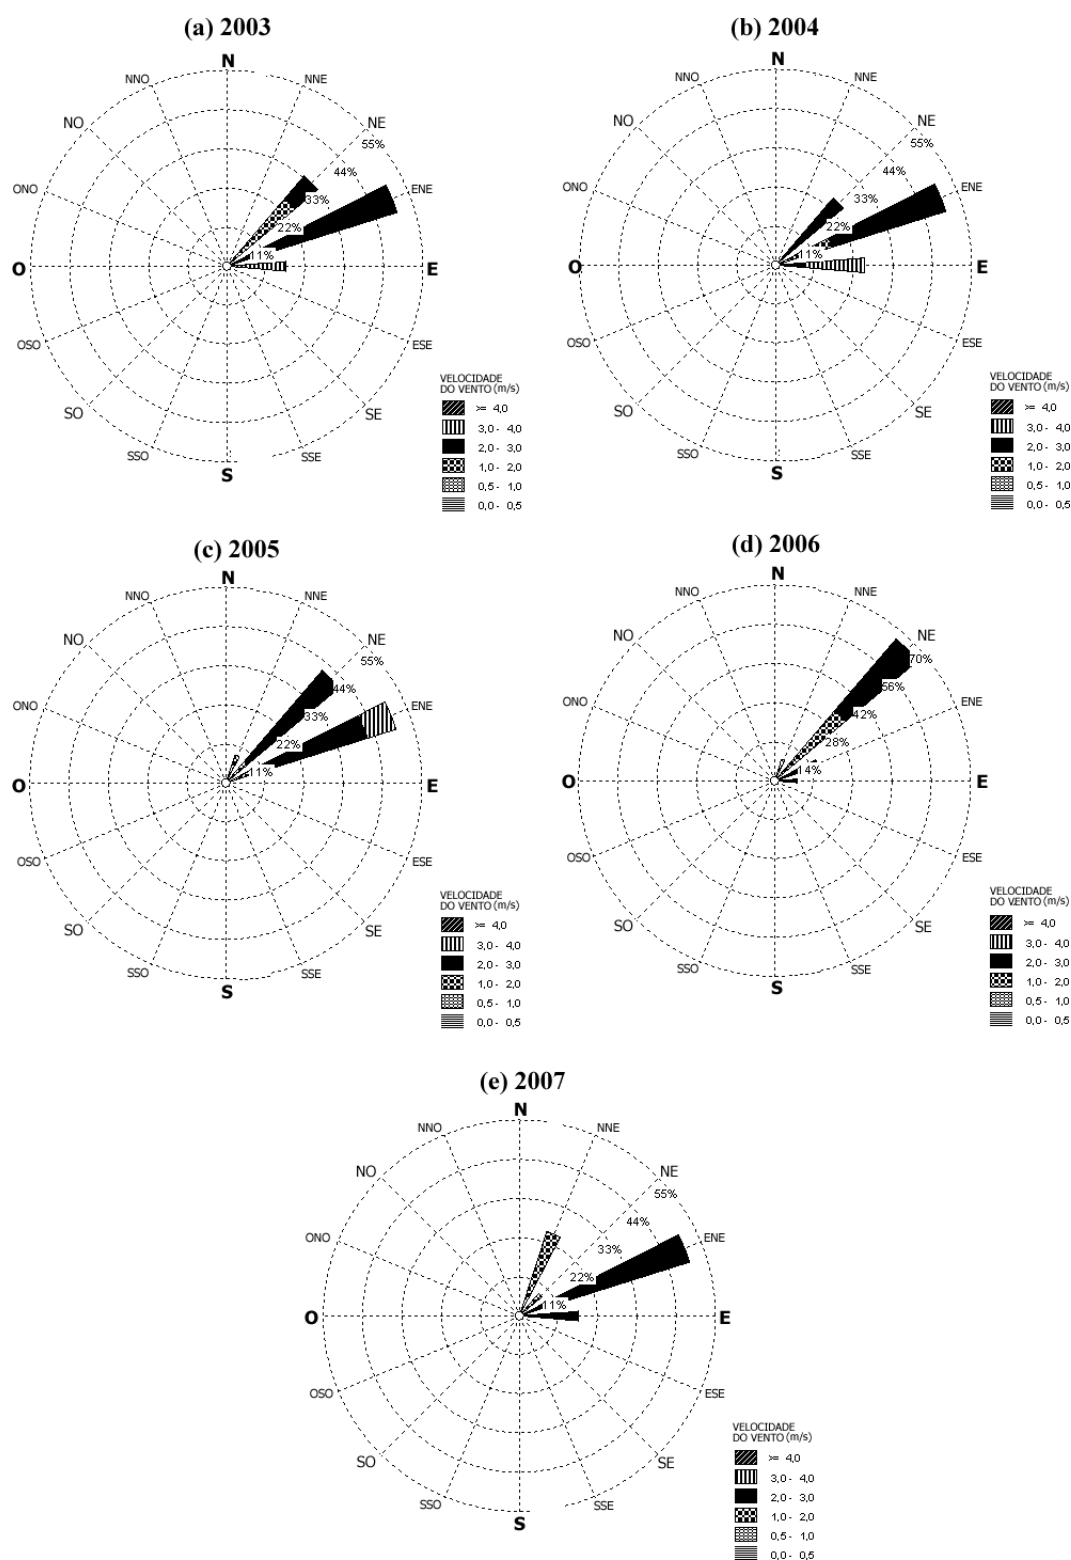 (a) 2003
N
NNO
NNE
NO
NE
55%
44%
ONO
ENE
33%
22%
11%
O
E
OSO
ESE
SO
SE
SSO
SSE
S
VELOCIDADE
DO VENTO (m/s)
>= 4,0
3,0 - 4,0
2,0 - 3,0
1,0 - 2,0
0,5 - 1,0
0,0 - 0,5
(b) 2004
N
NNO
NNE
NO
NE
55%
44%
ONO
ENE
33%
22%
11%
O
E
OSO
ESE
SO
SE
SSO
SSE
S
VELOCIDADE
DO VENTO (m/s)
>= 4,0
3,0 - 4,0
2,0 - 3,0
1,0 - 2,0
0,5 - 1,0
0,0 - 0,5
(c) 2005
N
NNO
NNE
NO
NE
55%
44%
ONO
ENE
33%
22%
11%
O
E
OSO
ESE
SO
SE
SSO
SSE
S
VELOCIDADE
DO VENTO (m/s)
>= 4,0
3,0 - 4,0
2,0 - 3,0
1,0 - 2,0
0,5 - 1,0
0,0 - 0,5
(d) 2006
N
NNO
NNE
NO
NE
70%
56%
ONO
ENE
42%
28%
14%
O
E
OSO
ESE
SO
SE
SSO
SSE
S
VELOCIDADE
DO VENTO (m/s)
>= 4,0
3,0 - 4,0
2,0 - 3,0
1,0 - 2,0
0,5 - 1,0
0,0 - 0,5
(e) 2007
N
NNO
NNE
NO
NE
55%
44%
ONO
ENE
33%
22%
11%
O
E
OSO
ESE
SO
SE
SSO
SSE
S
VELOCIDADE
DO VENTO (m/s)
>= 4,0
3,0 - 4,0
2,0 - 3,0
1,0 - 2,0
0,5 - 1,0
0,0 - 0,5